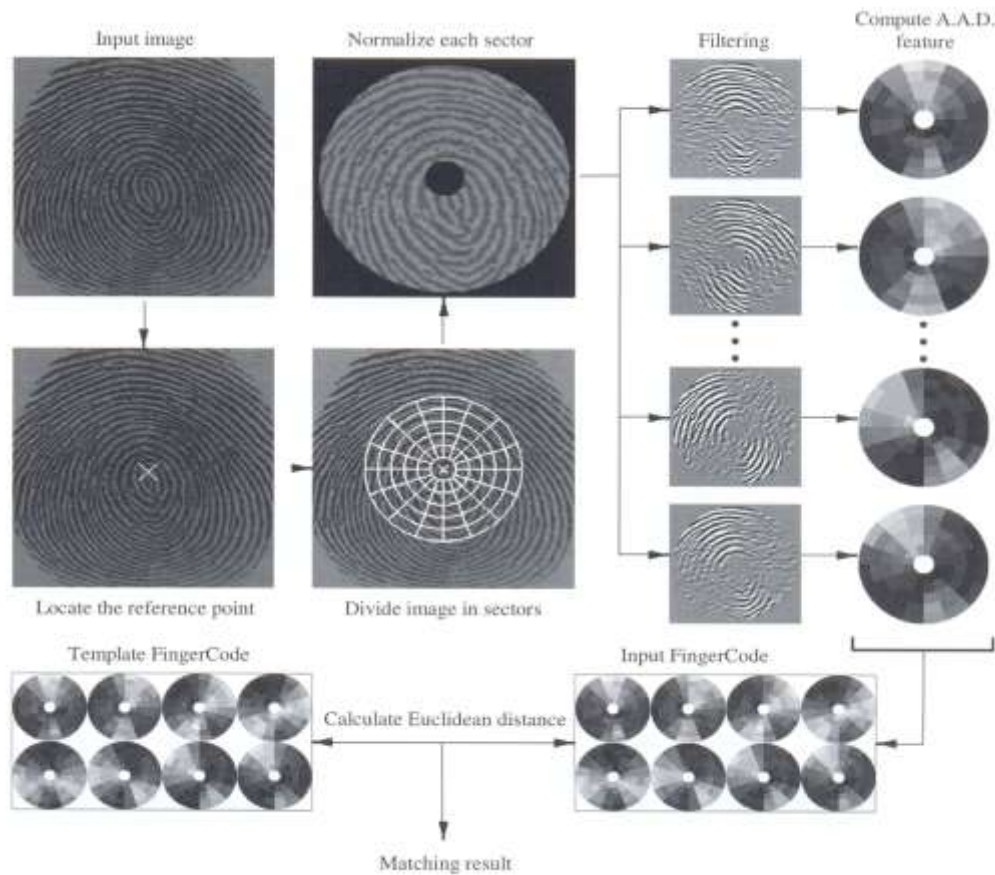 Input image
Normalize each sector
Filtering
Compute A.A.D.
feature
Locate the reference point
Divide image in sectors
Template FingerCode
Input FingerCode
Calculate Euclidean distance
Matching result